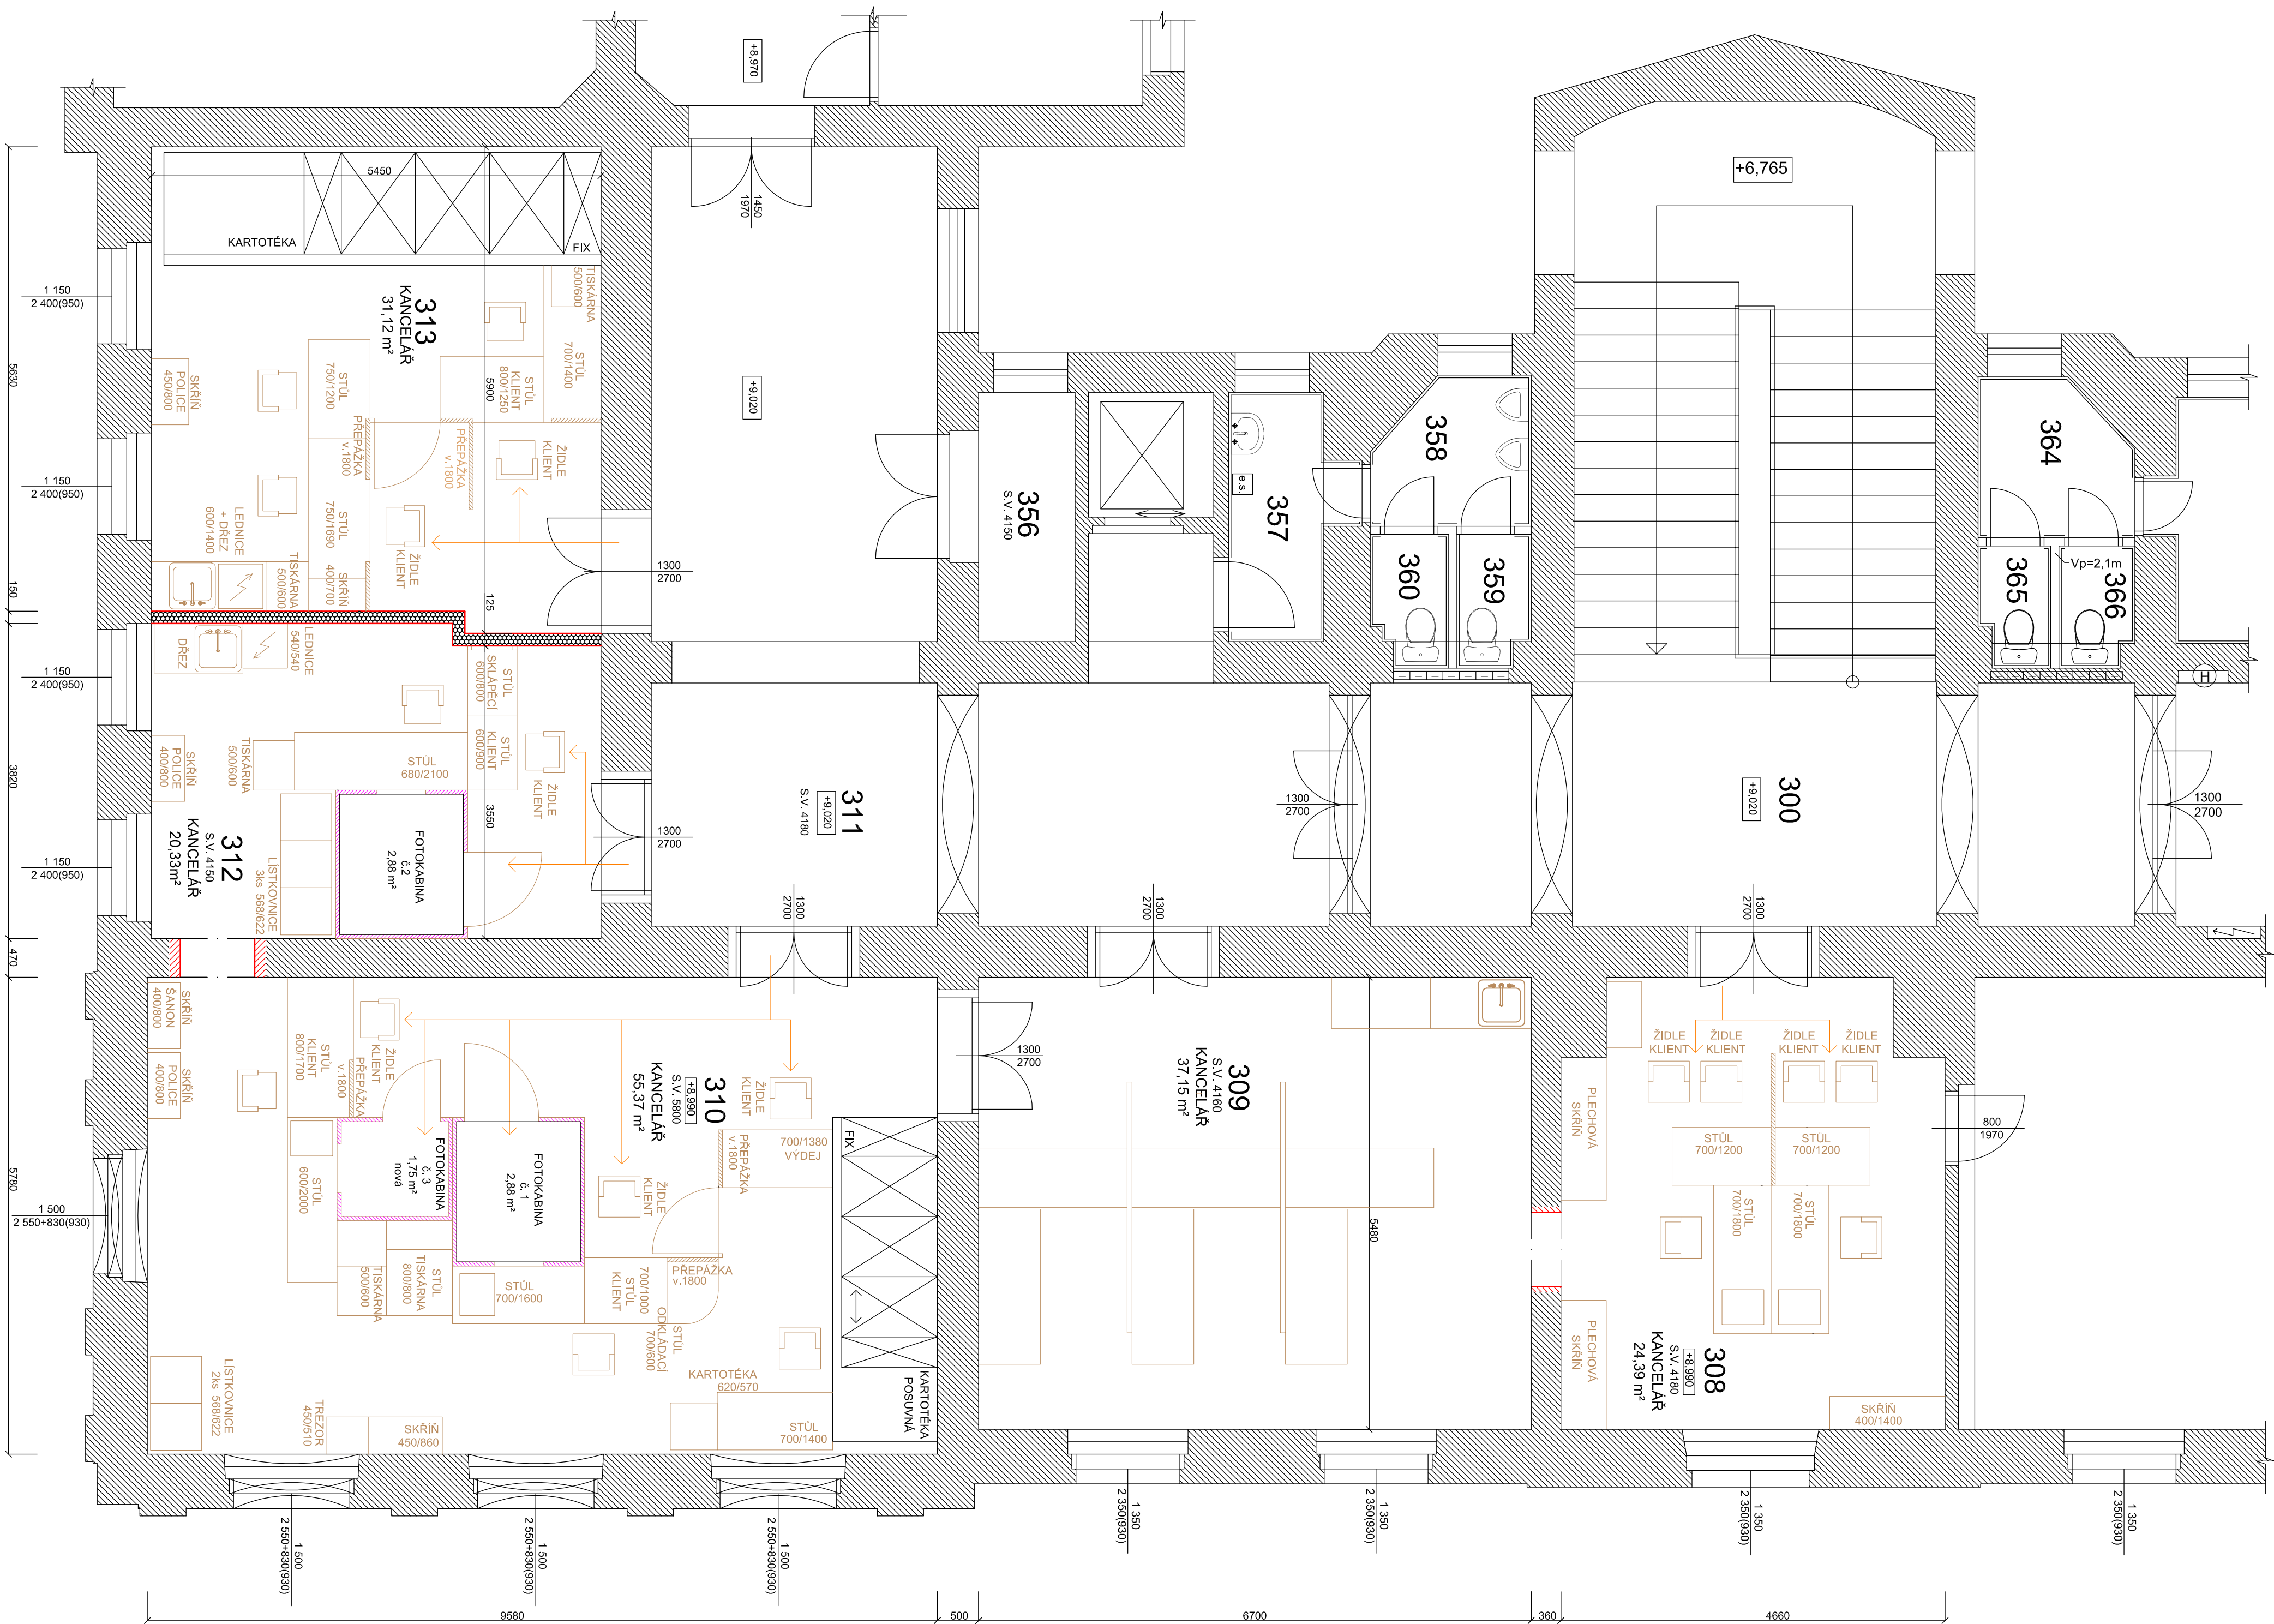 +8,970
+6,765
1450
1970
5450
KARTOTÉKA
FIX
313
KANCELÁŘ
31,12 m²
TISKÁRNA
500/600
STŮL
700/1400
STŮL
KLIENT
800/1250
5900
STŮL
750/1200
PŘEPÁŽKA
v.1800
PŘEPÁŽKA
v.1800
ŽIDLE
KLIENT
SKŘÍŇ
POLICE
450/800
STŮL
750/1690
SKŘÍŇ
400/700
ŽIDLE
KLIENT
LEDNICE
+ DŘEZ
600/1400
TISKÁRNA
500/600
125
1 150
2 400(950)
1 150
2 400(950)
1 150
2 400(950)
1 150
2 400(950)
5630
150
3820
470
5780
+9,020
1300
2700
356
S.V. 4150
e.s.
357
358
359
360
364
365
366
Vp=2,1m
H
LEDNICE
540/540
DŘEZ
STŮL
SKLÁPĚCÍ
600/800
STŮL
KLIENT
600/900
STŮL
680/2100
TISKÁRNA
500/600
SKŘÍŇ
POLICE
400/800
ŽIDLE
KLIENT
3550
FOTOKABINA
č.2
2,88 m²
312
S.V. 4150
KANCELÁŘ
20,33m²
LÍSTKOVNICE
3ks 568/622
1300
2700
311
+9,020
S.V. 4180
1300
2700
300
+9,020
1300
2700
1300
2700
1300
2700
1300
2700
SKŘÍŇ
ŠANON
400/800
SKŘÍŇ
POLICE
400/800
STŮL
KLIENT
800/1700
PŘEPÁŽKA
v.1800
ŽIDLE
KLIENT
310
+8,990
S.V. 5800
KANCELÁŘ
55,37 m²
ŽIDLE
KLIENT
FOTOKABINA
č. 3
1,75 m²
nová
FOTOKABINA
č. 1
2,88 m²
STŮL
600/2000
ŽIDLE
KLIENT
PŘEPÁŽKA
v.1800
700/1380
VÝDEJ
FIX
PŘEPÁŽKA
v.1800
TISKÁRNA
500/600
STŮL
TISKÁRNA
800/800
STŮL
700/1600
700/1000
STŮL
KLIENT
STŮL
ODKLÁDACÍ
700/600
KARTOTÉKA
620/570
STŮL
700/1400
KARTOTÉKA
POSUVNÁ
LÍSTKOVNICE
2ks 568/622
TREZOR
450/510
SKŘÍŇ
450/860
1 500
2 550+830(930)
1300
2700
309
S.V. 4160
KANCELÁŘ
37,15 m²
5480
ŽIDLE
KLIENT
ŽIDLE
KLIENT
ŽIDLE
KLIENT
ŽIDLE
KLIENT
PLECHOVÁ
SKŘÍŇ
STŮL
700/1200
STŮL
700/1200
STŮL
700/1800
STŮL
700/1800
800
1970
PLECHOVÁ
SKŘÍŇ
308
+8,990
S.V. 4180
KANCELÁŘ
24,39 m²
SKŘÍŇ
400/1400
1 500
2 550+830(930)
1 500
2 550+830(930)
1 500
2 550+830(930)
1 350
2 350(930)
1 350
2 350(930)
1 350
2 350(930)
1 350
2 350(930)
9580
500
6700
360
4660